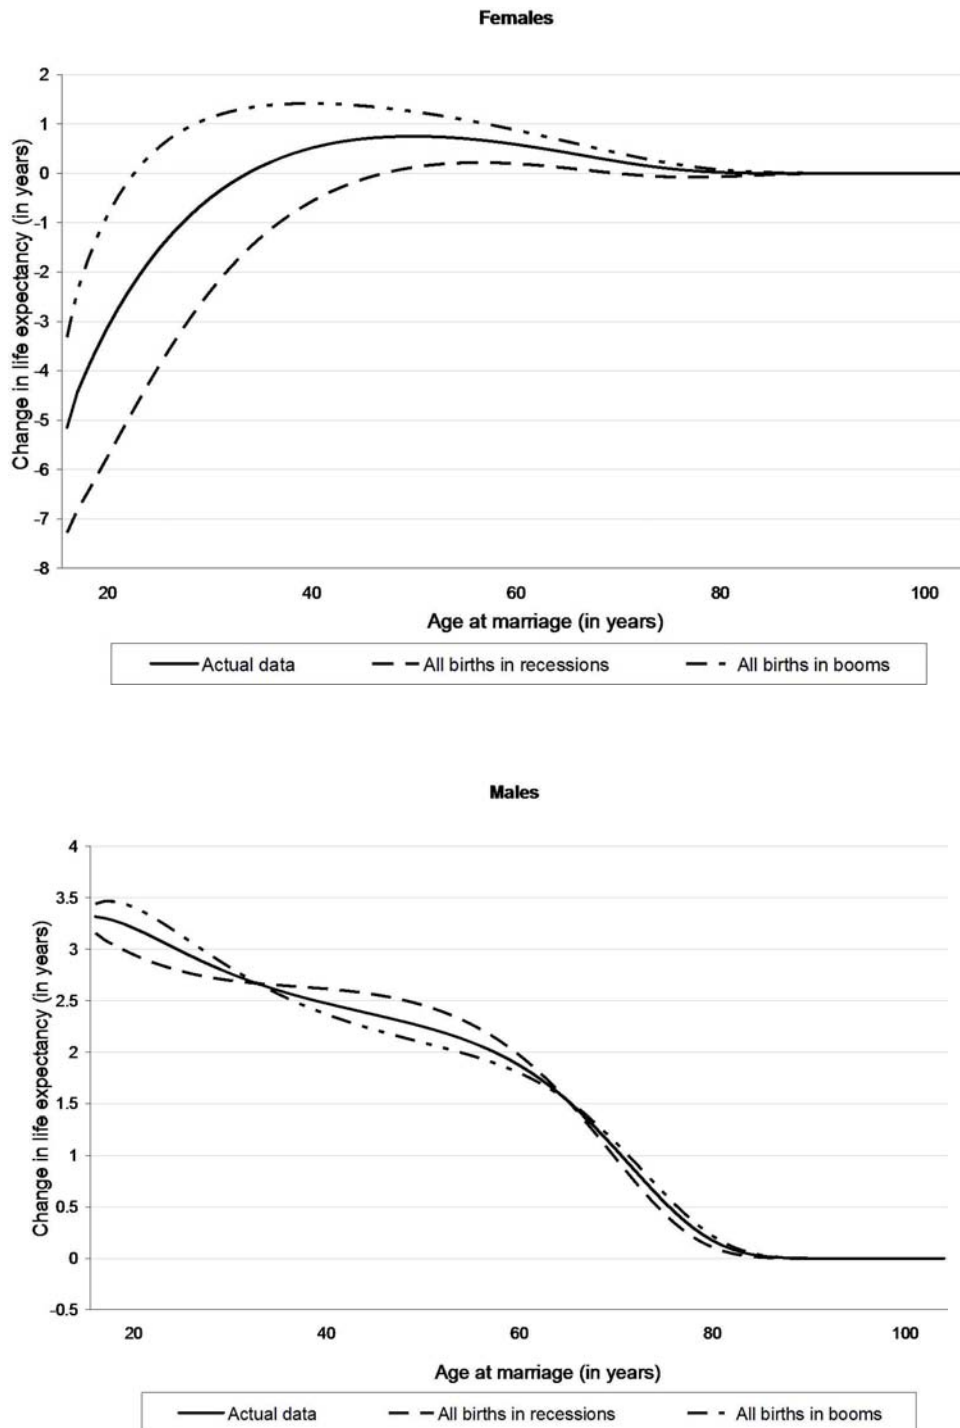 Females
2
1
0
-1
-2
-3
-4
-5
-6
-7
-8
Change in life expectancy (in years)
20 40 60 80 100
Age at marriage (in years)
Actual data All births in recessions All births in booms
Males
4
3.5
3
2.5
2
1.5
1
0.5
0
-0.5
Change in life expectancy (in years)
20 40 60 80 100
Age at marriage (in years)
Actual data All births in recessions All births in booms